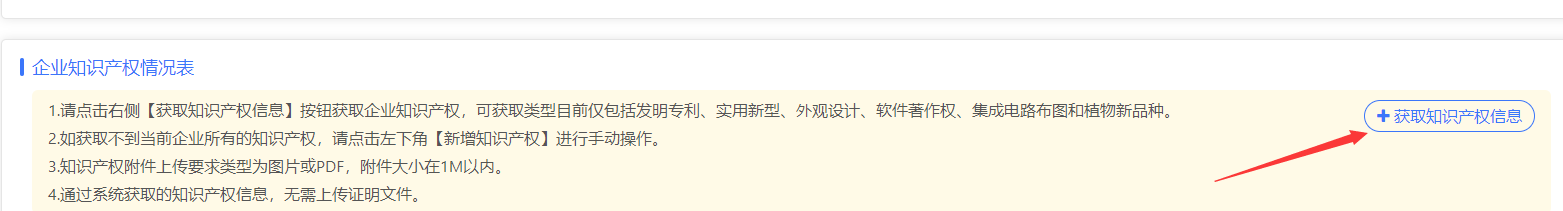 企业知识产权情况表
1.请点击右侧【获取知识产权信息】按钮获取企业知识产权，可获取类型目前仅包括发明专利、实用新型、外观设计、软件著作权、集成电路布图和植物新品种。
+ 获取知识产权信息
2.如获取不到当前企业所有的知识产权，请点击左下角【新增知识产权】进行手动操作。
3.知识产权附件上传要求类型为图片或PDF，附件大小在1M以内。
4.通过系统获取的知识产权信息，无需上传证明文件。